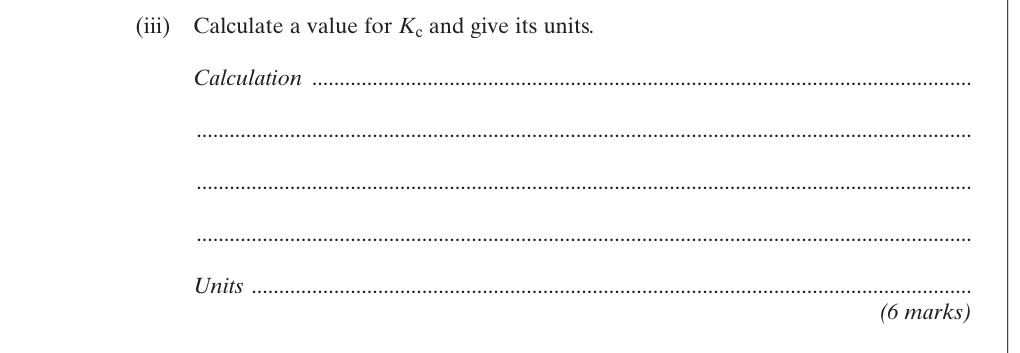 (iii) Calculate a value for Kc and give its units.
Calculation ........................................................................................................................
.............................................................................................................................................
.............................................................................................................................................
.............................................................................................................................................
Units ...................................................................................................................................
(6 marks)